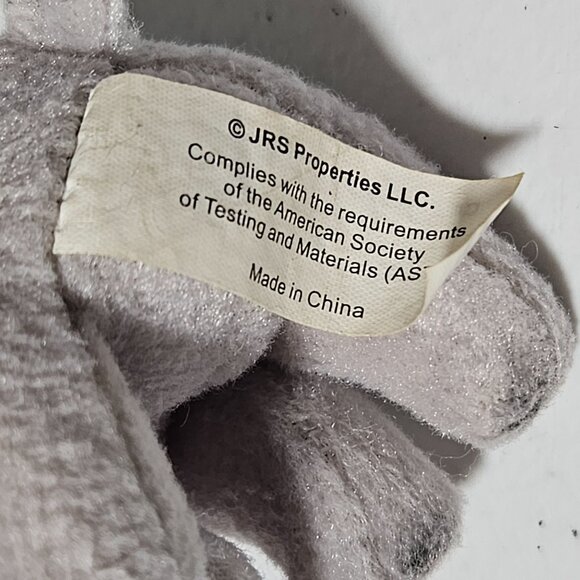 © JRS Properties LLC.
Complies with the requirements
of the American Society
of Testing and Materials (AS
Made in China